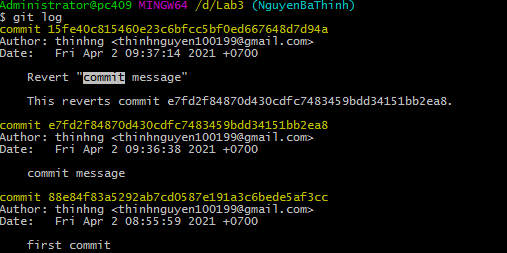 Administrator@pc409 MINGW64 /d/Lab3 (NguyenBaThinh)
$ git log
commit 15fe40c815460e23c6bfcc5bf0ed667648d7d94a
Author: thinhng <thinhnguyen100199@gmail.com>
Date:   Fri Apr 2 09:37:14 2021 +0700
    Revert "commit message"
    This reverts commit e7fd2f84870d430cdfc7483459bdd34151bb2ea8.
commit e7fd2f84870d430cdfc7483459bdd34151bb2ea8
Author: thinhng <thinhnguyen100199@gmail.com>
Date:   Fri Apr 2 09:36:38 2021 +0700
    commit message
commit 88e84f83a5292ab7cd0587e191a3c6bede5af3cc
Author: thinhng <thinhnguyen100199@gmail.com>
Date:   Fri Apr 2 08:55:59 2021 +0700
    first commit